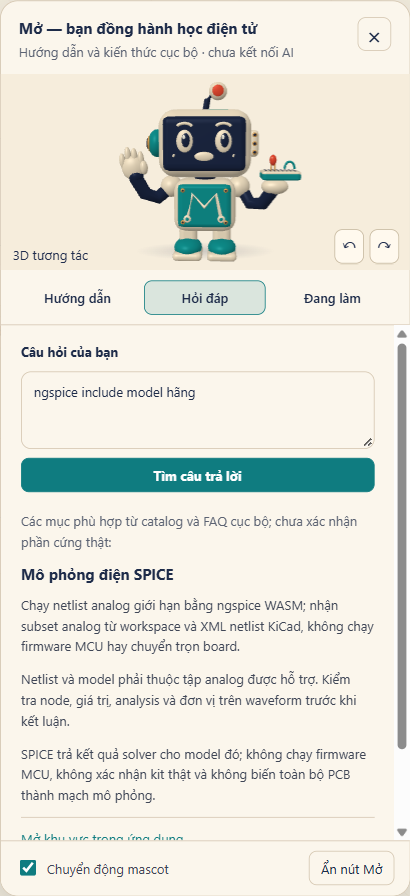 Mở — bạn đồng hành học điện tử
Hướng dẫn và kiến thức cục bộ · chưa kết nối AI
M
3D tương tác
Hướng dẫn
Hỏi đáp
Đang làm
Câu hỏi của bạn
ngspice include model hãng
Tìm câu trả lời
Các mục phù hợp từ catalog và FAQ cục bộ; chưa xác nhận
phần cứng thật:
Mô phỏng điện SPICE
Chạy netlist analog giới hạn bằng ngspice WASM; nhận
subset analog từ workspace và XML netlist KiCad, không chạy
firmware MCU hay chuyển trọn board.
Netlist và model phải thuộc tập analog được hỗ trợ. Kiểm
tra node, giá trị, analysis và đơn vị trên waveform trước khi
kết luận.
SPICE trả kết quả solver cho model đó; không chạy firmware
MCU, không xác nhận kit thật và không biến toàn bộ PCB
thành mạch mô phỏng.
Mở khu vực trong ứng dụng
Chuyển động mascot
Ẩn nút Mở